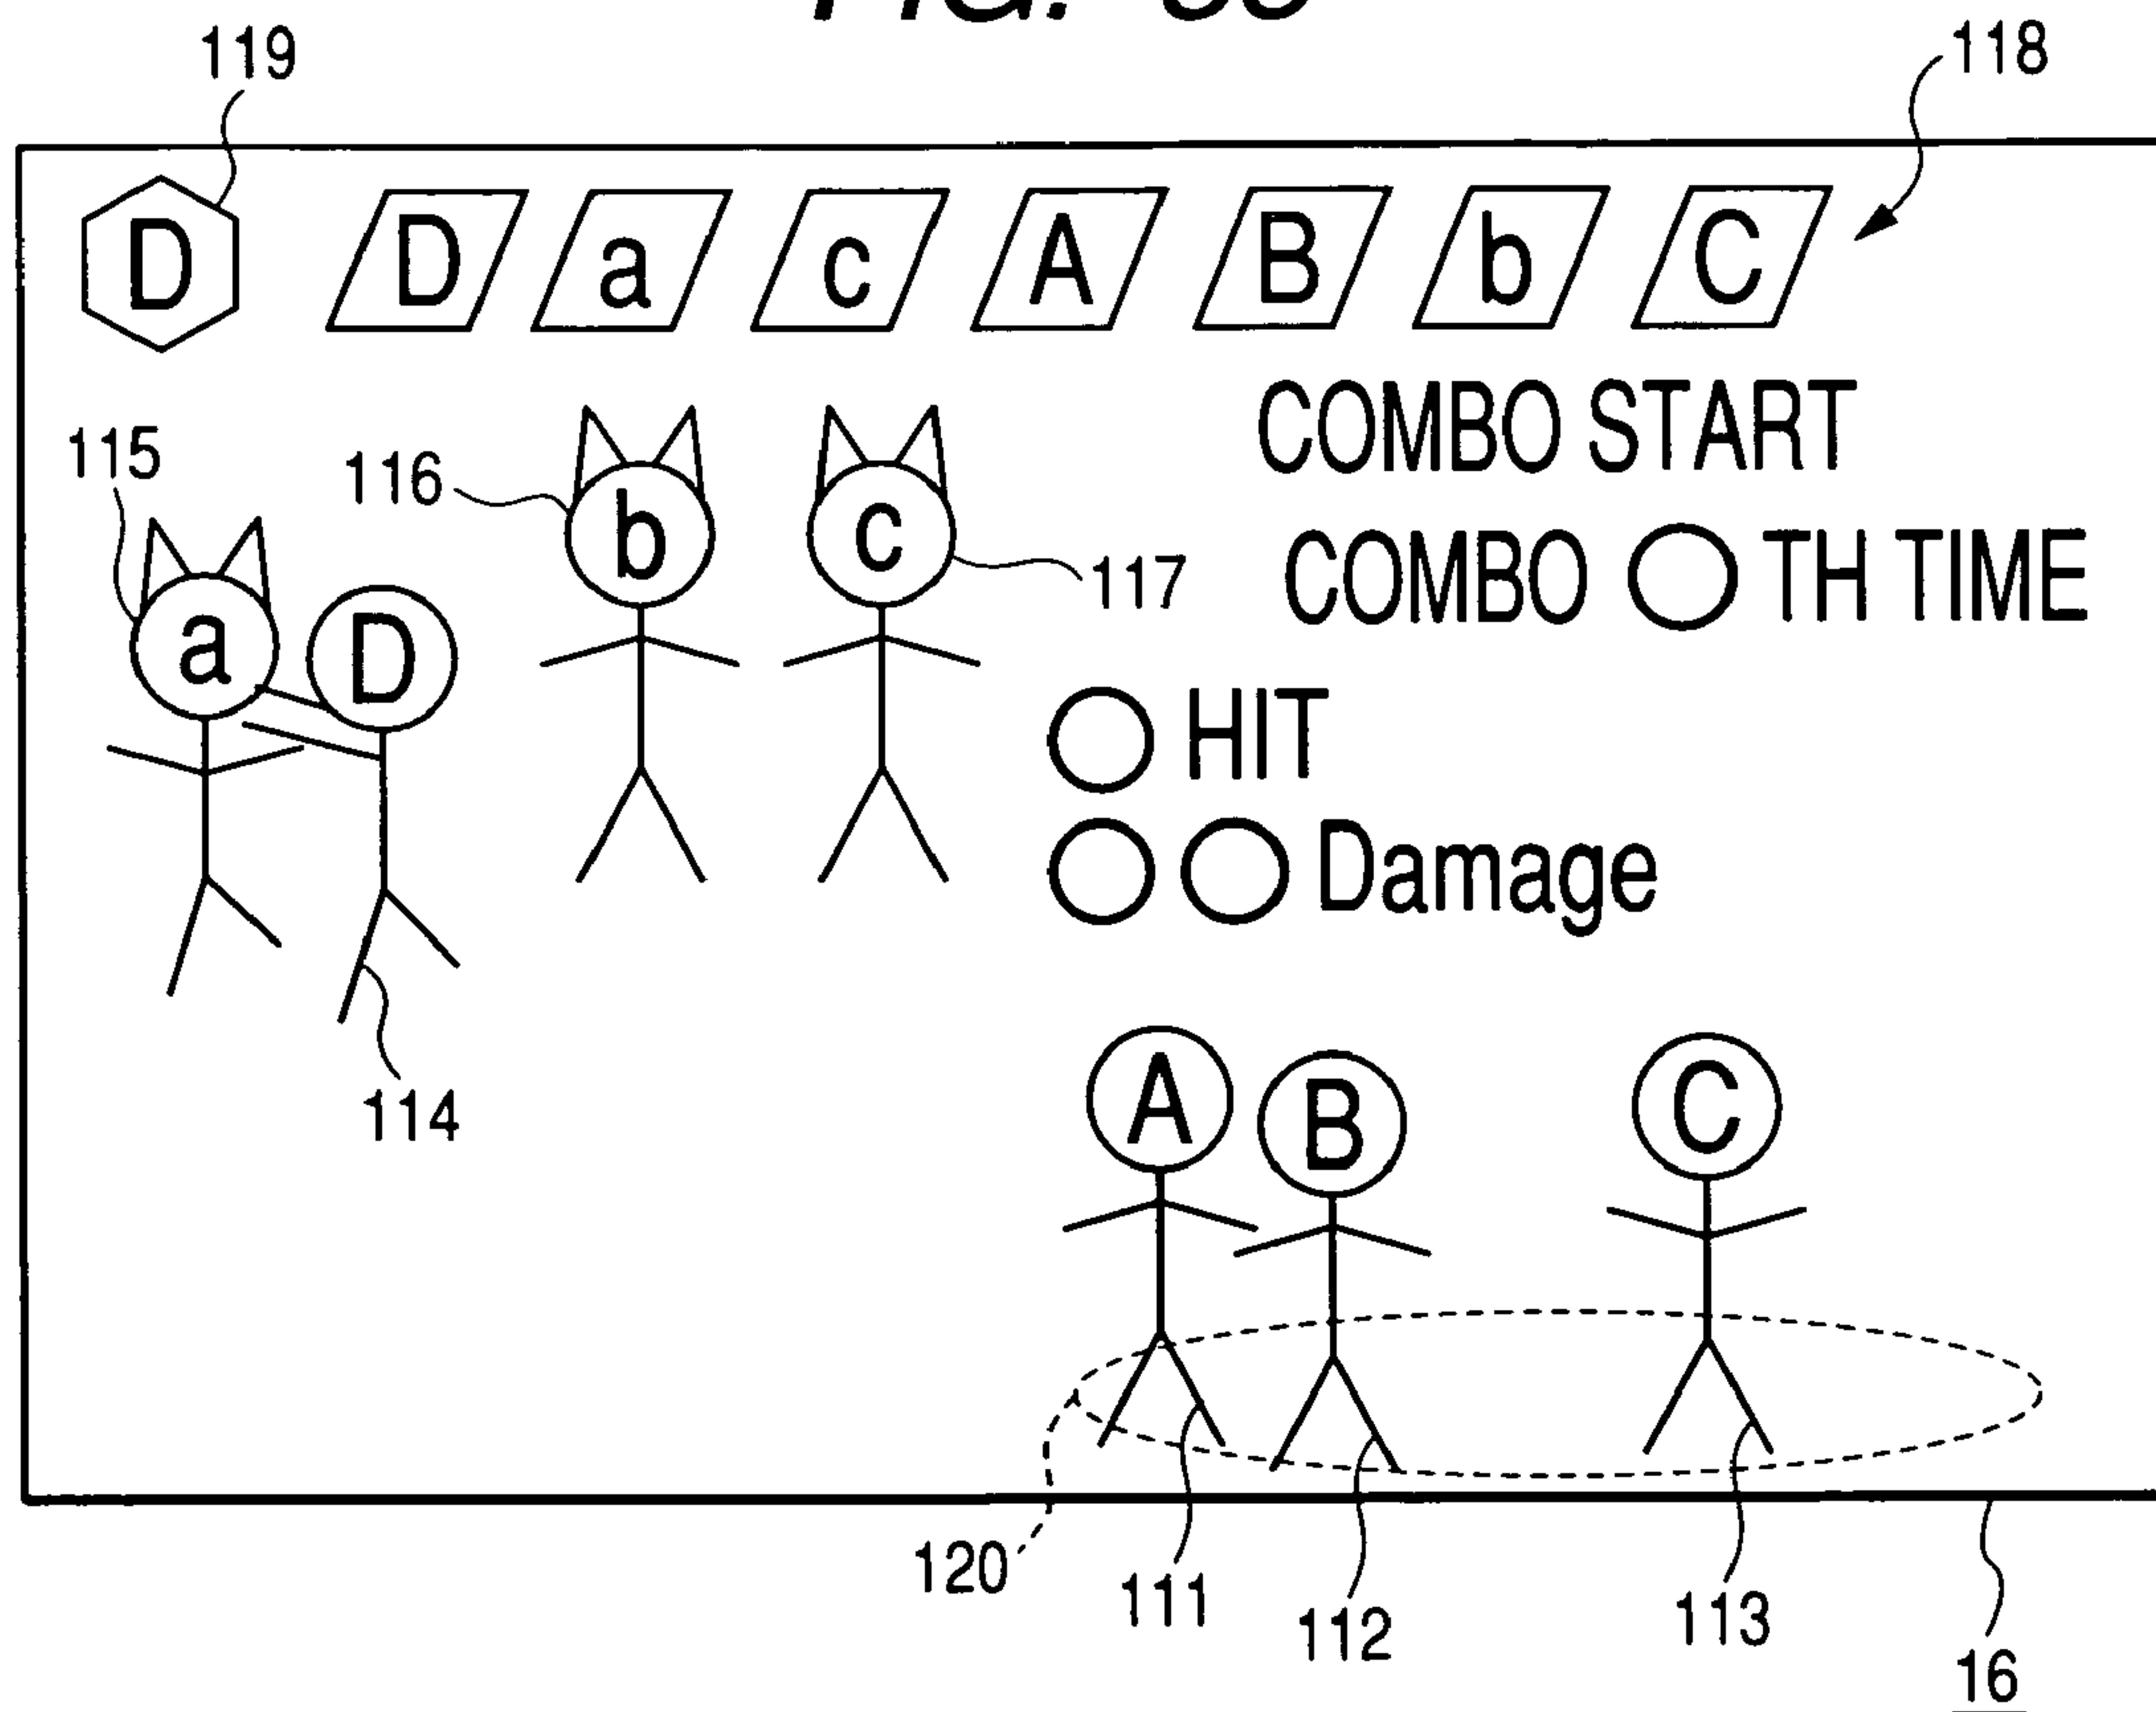 119
118
D D a c A B b C
COMBO START
115
116
b
c
COMBO ○ TH TIME
117
a
D
○ HIT
○ ○ Damage
114
A
B
C
120
111
112
113
16